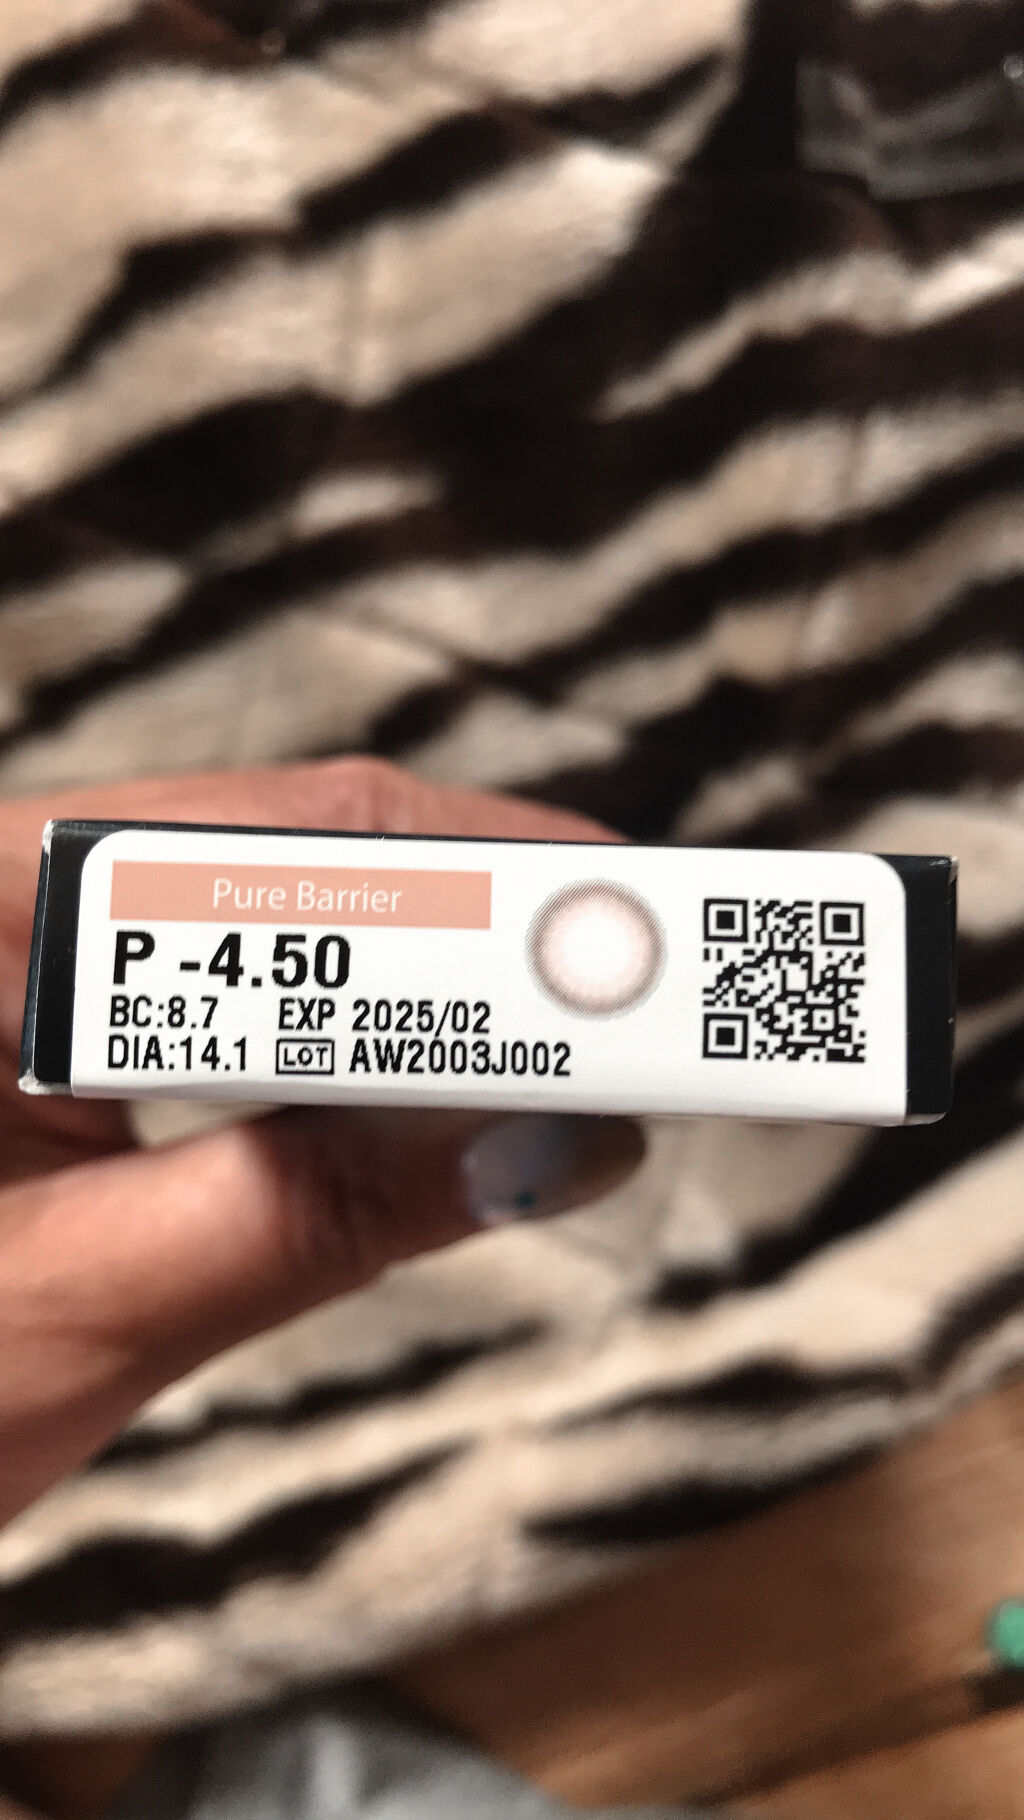 Pure Barrier
P -4.50
BC:8.7 EXP 2025/02
DIA:14.1 LOT AW2003J002